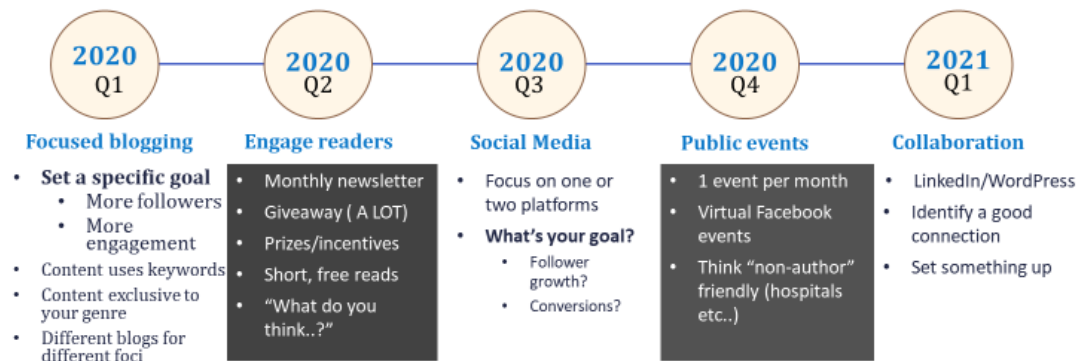 2020
Q1
Focused blogging
• Set a specific goal
• More followers
• More
engagement
• Content uses keywords
• Content exclusive to
your genre
• Different blogs for
different foci
2020
Q2
Engage readers
• Monthly newsletter
• Giveaway ( A LOT)
• Prizes/incentives
• Short, free reads
• “What do you
think..?”
2020
Q3
Social Media
• Focus on one or
two platforms
• What’s your goal?
• Follower
growth?
• Conversions?
2020
Q4
Public events
• 1 event per month
• Virtual Facebook
events
• Think “non-author”
friendly (hospitals
etc..)
2021
Q1
Collaboration
• LinkedIn/WordPress
• Identify a good
connection
• Set something up